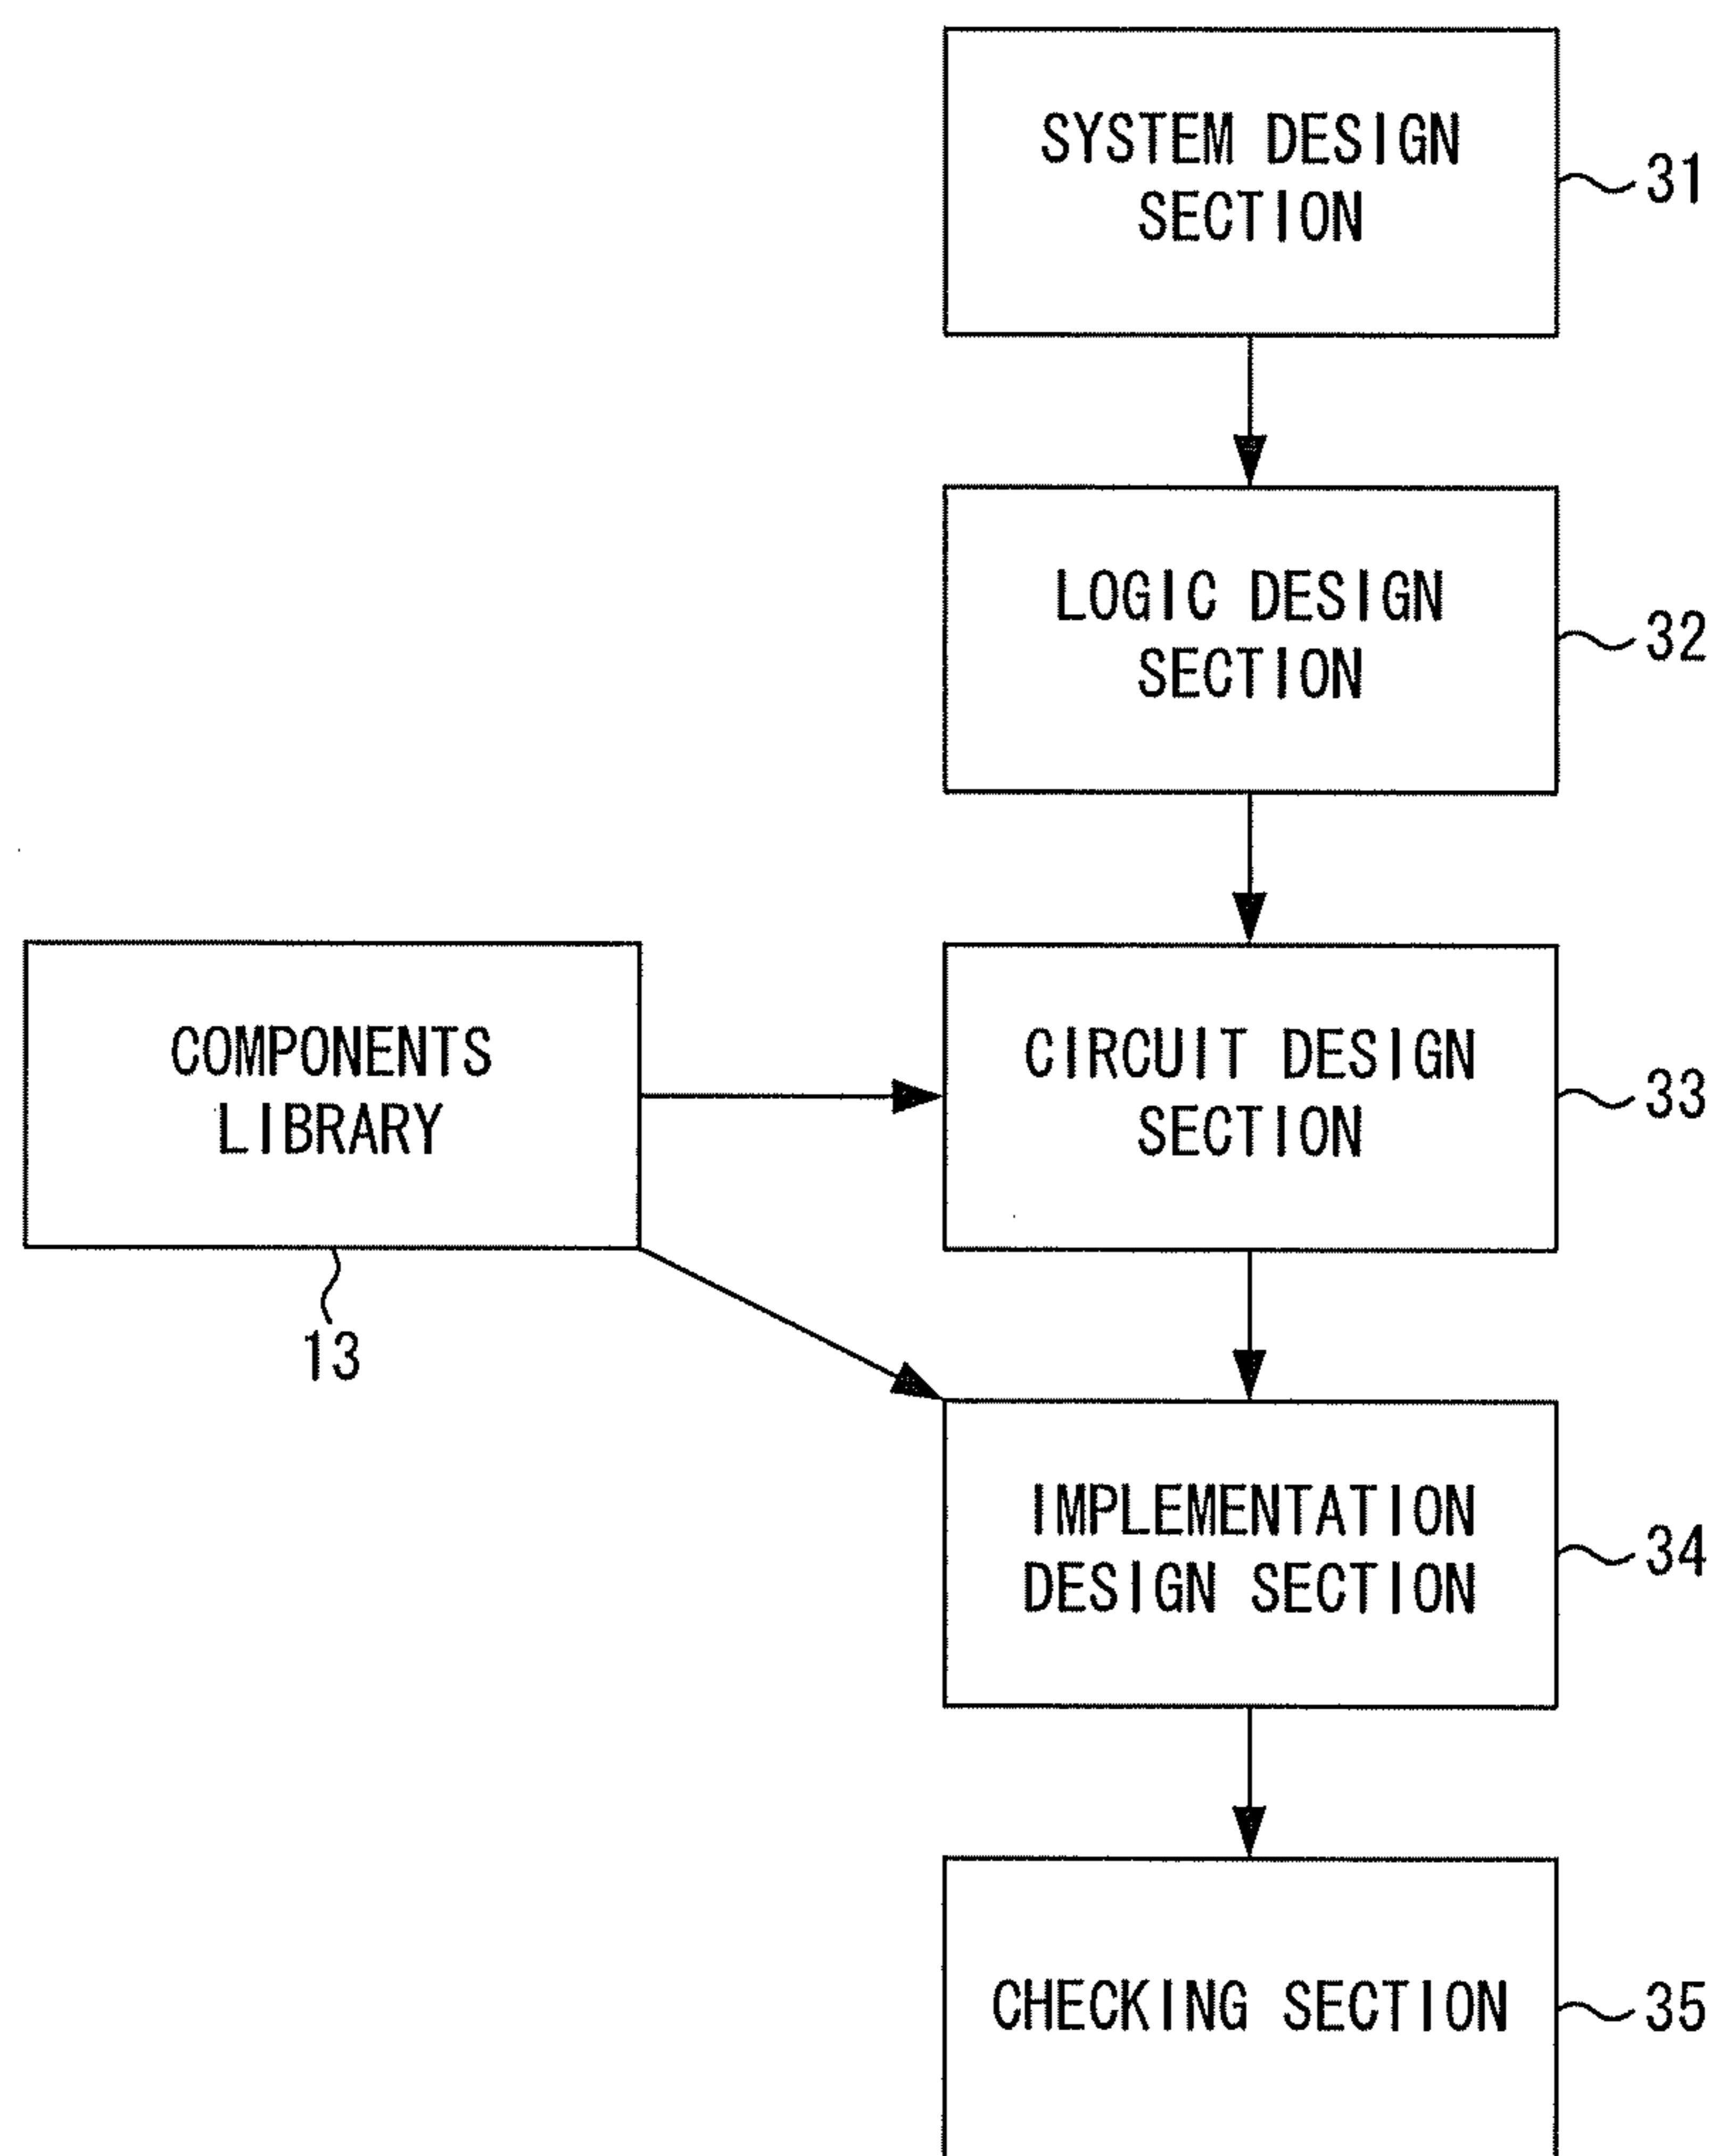 SYSTEM DESIGN
SECTION
31
LOGIC DESIGN
SECTION
32
COMPONENTS
LIBRARY
13
CIRCUIT DESIGN
SECTION
33
IMPLEMENTATION
DESIGN SECTION
34
CHECKING SECTION
35